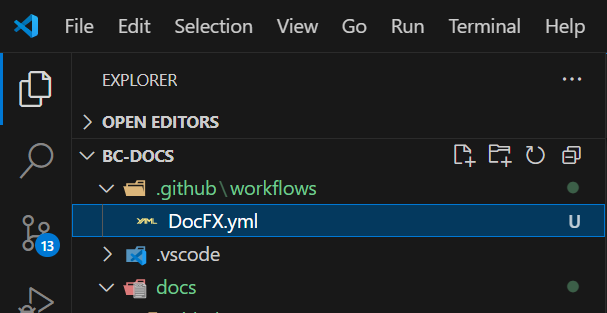 File Edit Selection View Go Run Terminal Help
EXPLORER
OPEN EDITORS
BC-DOCS
.github\workflows
YAML DocFX.yml U
.vscode
13
docs